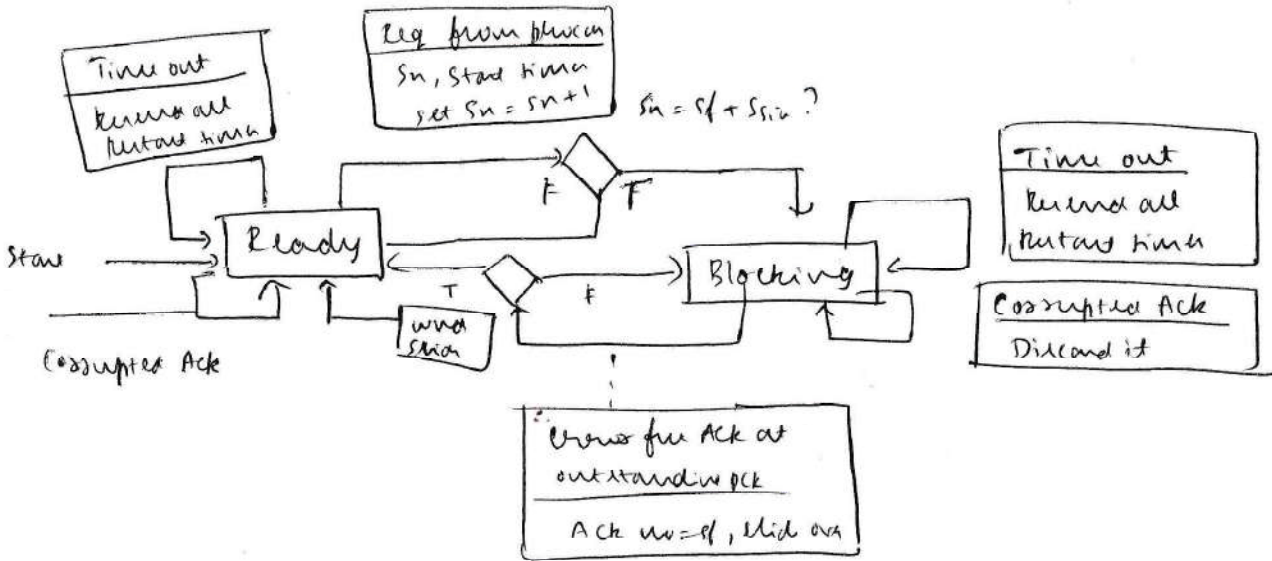 Req from process
Sn, Start timer
set Sn = Sn+1
Sn = Sf + Ssize ?
Time out
Resend all
Restart timer
F
T
Start
Ready
Blocking
T
F
Corrupted Ack
wnd
Slide
Time out
Resend all
Restart timer
Corrupted Ack
Discard it
Error free Ack at
outstanding pck
Ack no = sf, slide